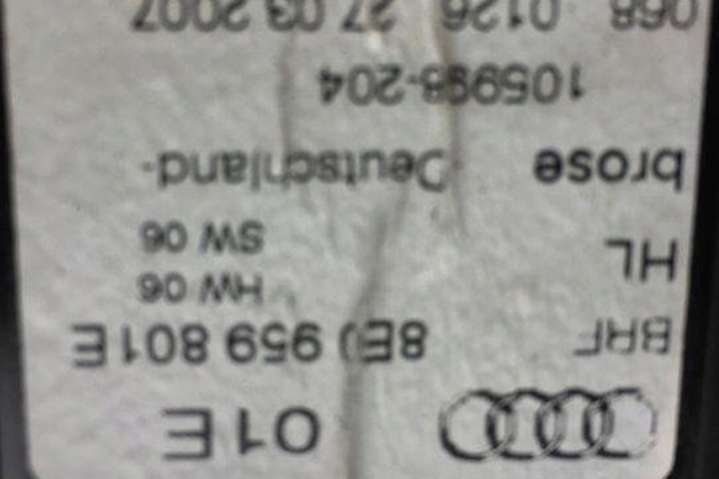 01E
BRF 8E0 959 801 E
HW 06
HL SW 06
brose Deutschland-
105998-204
068 0126 27 03 2007